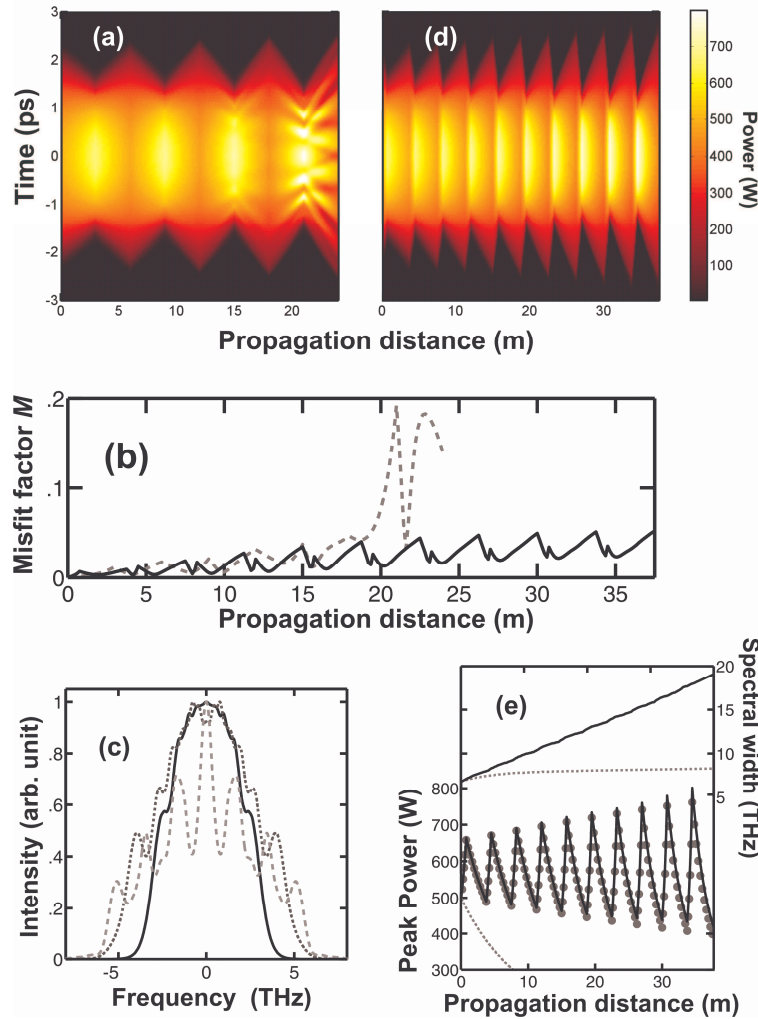 3
2
1
0
-1
-2
-3
Time (ps)
(a)
0 5 10 15 20
(d)
0 10 20 30
700
600
500
400
300
200
100
Power (W)
Propagation distance (m)
Misfit factor M
.2
.1
0
(b)
0 5 10 15 20 25 30 35
Propagation distance (m)
Intensity (arb. unit)
1
.8
.6
.4
.2
0
(c)
-5 0 5
Frequency (THz)
0 10 20 30
(e)
20
15
10
5
Spectral width (THz)
800
700
600
500
400
300
Peak Power (W)
0 10 20 30
Propagation distance (m)